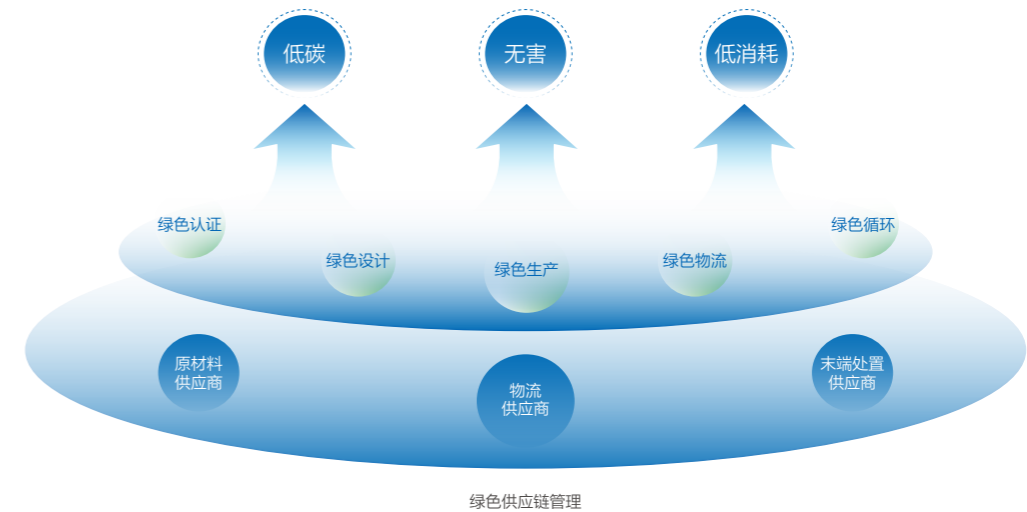 低碳
无害
低消耗
绿色认证
绿色设计
绿色生产
绿色物流
绿色循环
原材料
供应商
物流
供应商
末端处置
供应商
绿色供应链管理